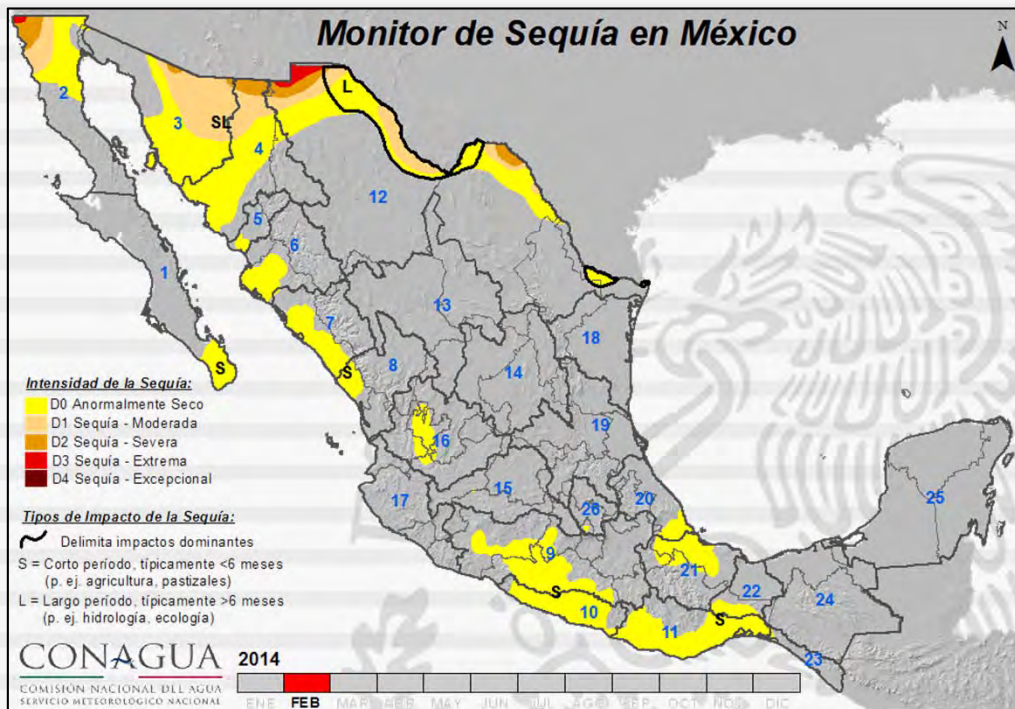 Monitor de Sequía en México
N
2
3
SL
4
L
5
12
6
1
7
13
18
S
S
8
14
16
19
17
15
26
20
25
9
21
S
10
11
S
22
24
23
Intensidad de la Sequía:
D0 Anormalmente Seco
D1 Sequía - Moderada
D2 Sequía - Severa
D3 Sequía - Extrema
D4 Sequía - Excepcional
Tipos de Impacto de la Sequía:
Delimita impactos dominantes
S = Corto período, típicamente <6 meses
(p. ej. agricultura, pastizales)
L = Largo período, típicamente >6 meses
(p. ej. hidrología, ecología)
CONAGUA
COMISIÓN NACIONAL DEL AGUA
SERVICIO METEOROLÓGICO NACIONAL
2014
ENE FEB MAR ABR MAY JUN JUL AGO SEP OCT NOV DIC